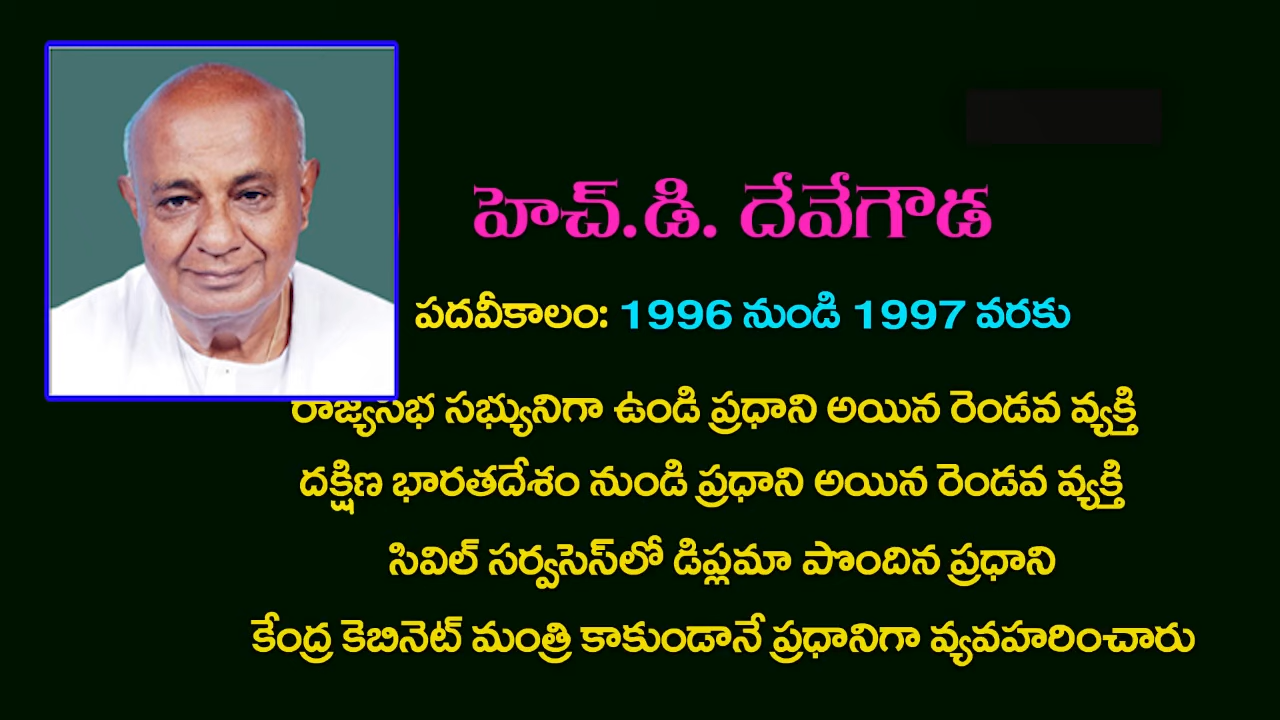 హెచ్.డి. దేవేగౌడ
పదవీకాలం: 1996 నుండి 1997 వరకు
రాజ్యసభ సభ్యునిగా ఉండి ప్రధాని అయిన రెండవ వ్యక్తి
దక్షిణ భారతదేశం నుండి ప్రధాని అయిన రెండవ వ్యక్తి
సివిల్ సర్వసెస్‌లో డిప్లమా పొందిన ప్రధాని
కేంద్ర కెబినెట్ మంత్రి కాకుండానే ప్రధానిగా వ్యవహరించారు